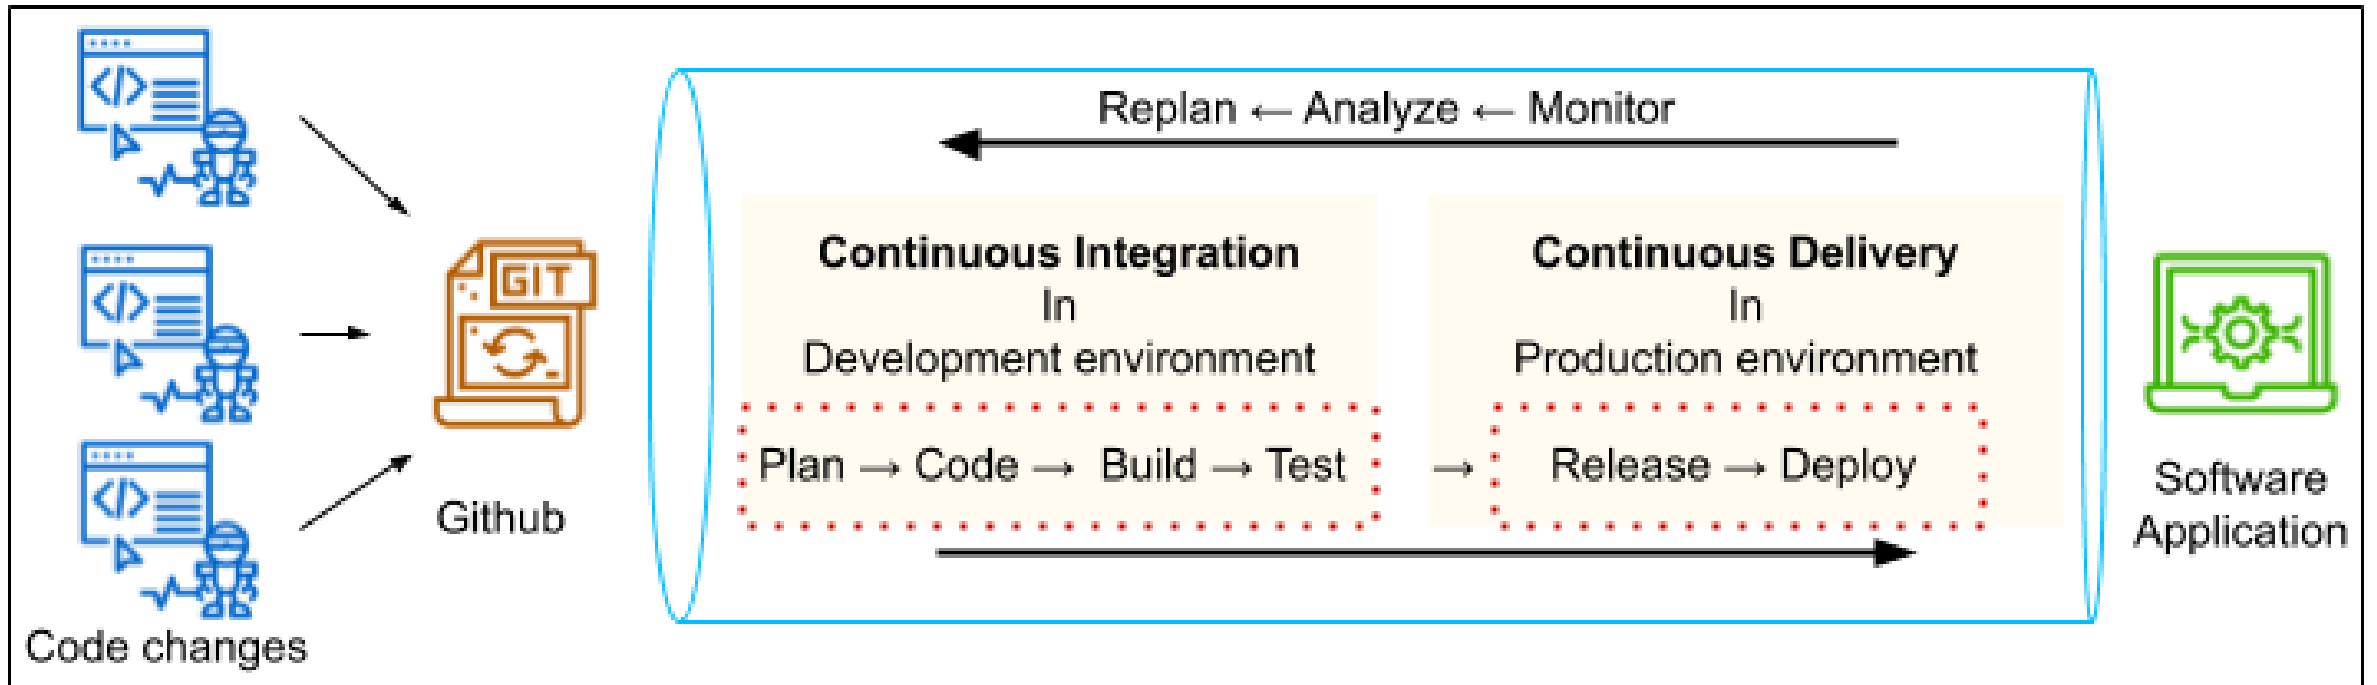 Code changes
GIT
Github
Replan ← Analyze ← Monitor
Continuous Integration
In
Development environment
Plan → Code → Build → Test
→
Continuous Delivery
In
Production environment
Release → Deploy
Software
Application